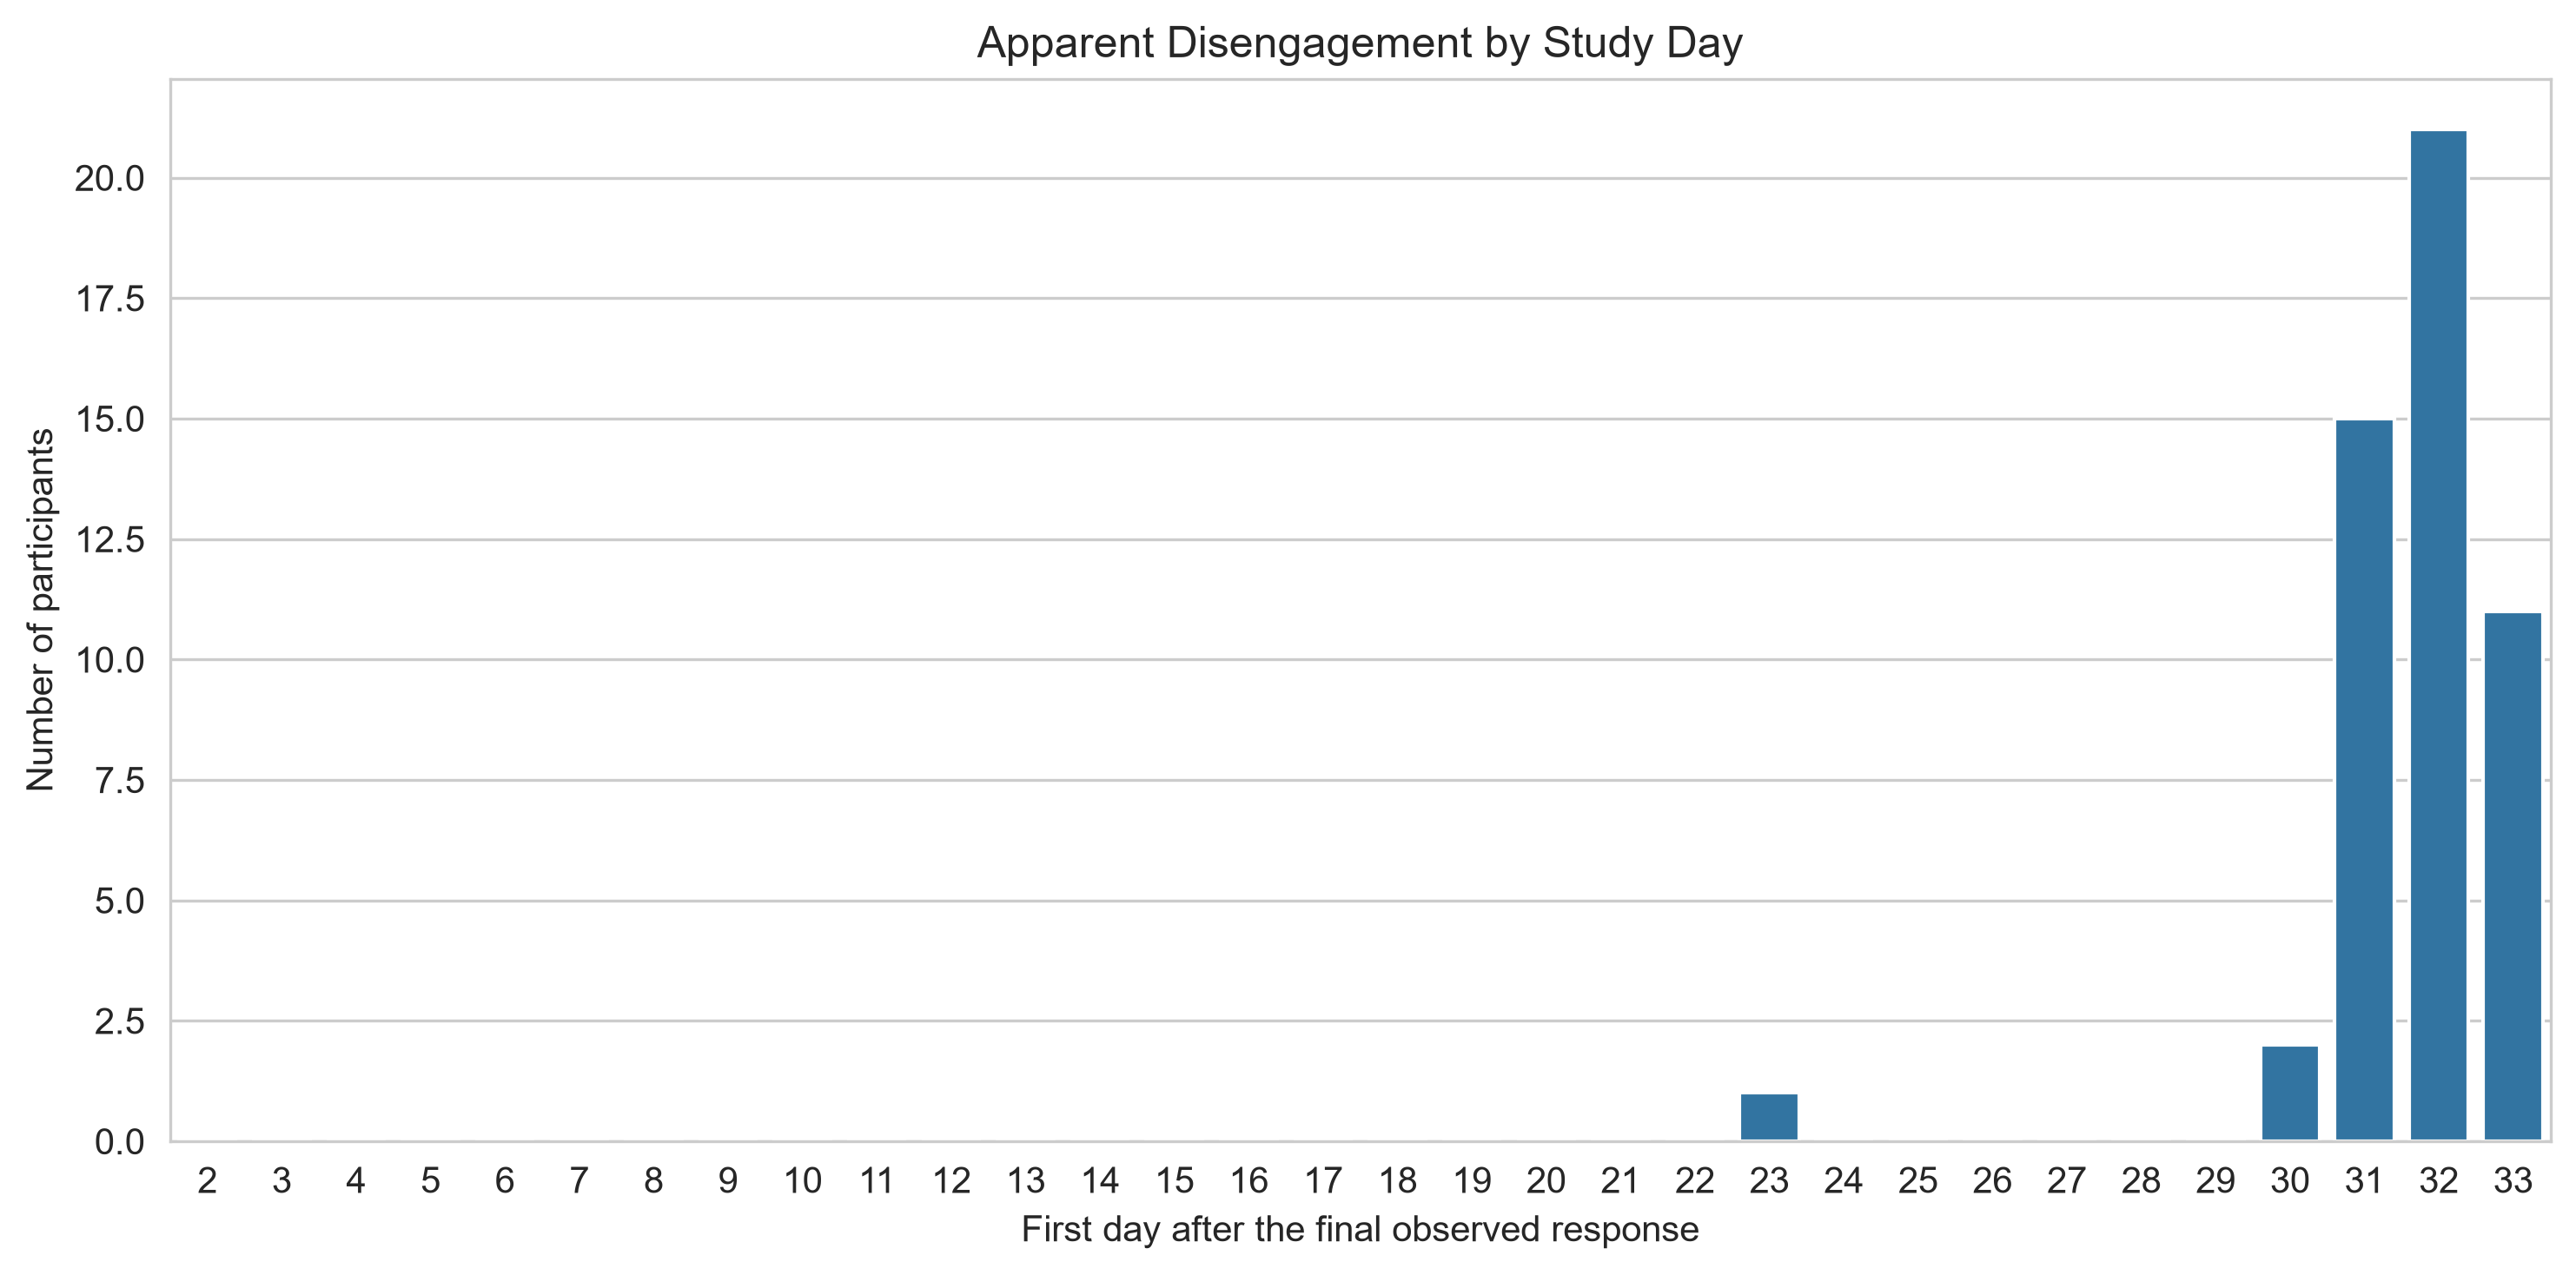 Apparent Disengagement by Study Day
20.0
17.5
15.0
12.5
10.0
7.5
5.0
2.5
0.0
Number of participants
2 3 4 5 6 7 8 9 10 11 12 13 14 15 16 17 18 19 20 21 22 23 24 25 26 27 28 29 30 31 32 33
First day after the final observed response